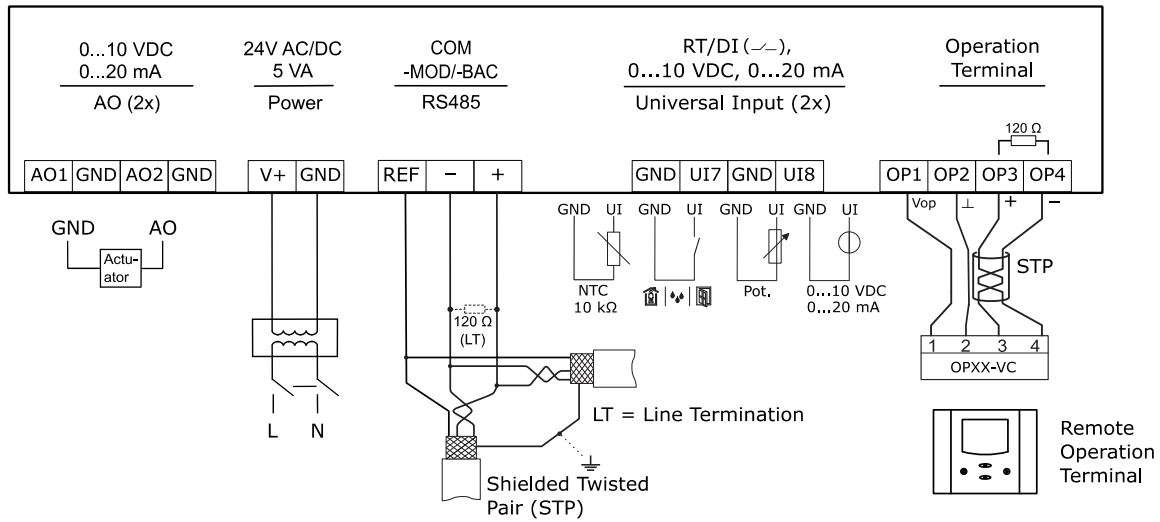 0...10 VDC
0...20 mA
AO (2x)
24V AC/DC
5 VA
Power
COM
-MOD/-BAC
RS485
RT/DI ( ),
0...10 VDC, 0...20 mA
Universal Input (2x)
Operation
Terminal
120 Ω
AO1 GND AO2 GND
V+ GND
REF − +
GND UI7 GND UI8
OP1 OP2 OP3 OP4
Vop ⊥ + −
GND AO
Actu-
ator
GND UI
NTC
10 kΩ
GND UI
GND UI
Pot.
GND UI
0...10 VDC
0...20 mA
STP
1 2 3 4
OPXX-VC
120 Ω
(LT)
L N
LT = Line Termination
Shielded Twisted
Pair (STP)
Remote
Operation
Terminal